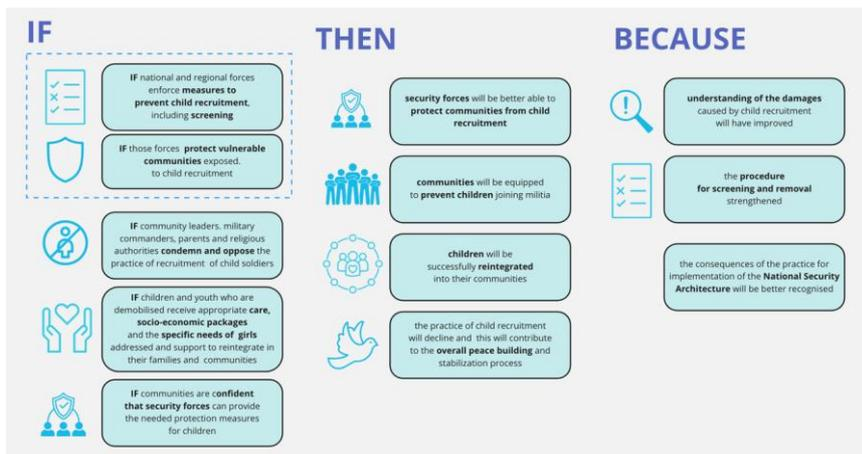 IF
IF national and regional forces
enforce measures to
prevent child recruitment,
including screening
IF those forces protect vulnerable
communities exposed.
to child recruitment
IF community leaders. military
commanders, parents and religious
authorities condemn and oppose the
practice of recruitment of child soldiers
IF children and youth who are
demobilised receive appropriate care,
socio-economic packages
and the specific needs of girls
addressed and support to reintegrate in
their families and communities
IF communities are confident
that security forces can provide
the needed protection measures
for children
THEN
security forces will be better able to
protect communities from child
recruitment
communities will be equipped
to prevent children joining militia
children will be
successfully reintegrated
into their communities
the practice of child recruitment
will decline and this will contribute
to the overall peace building and
stabilization process
BECAUSE
understanding of the damages
caused by child recruitment
will have improved
the procedure
for screening and removal
strengthened
the consequences of the practice for
implementation of the National Security
Architecture will be better recognised